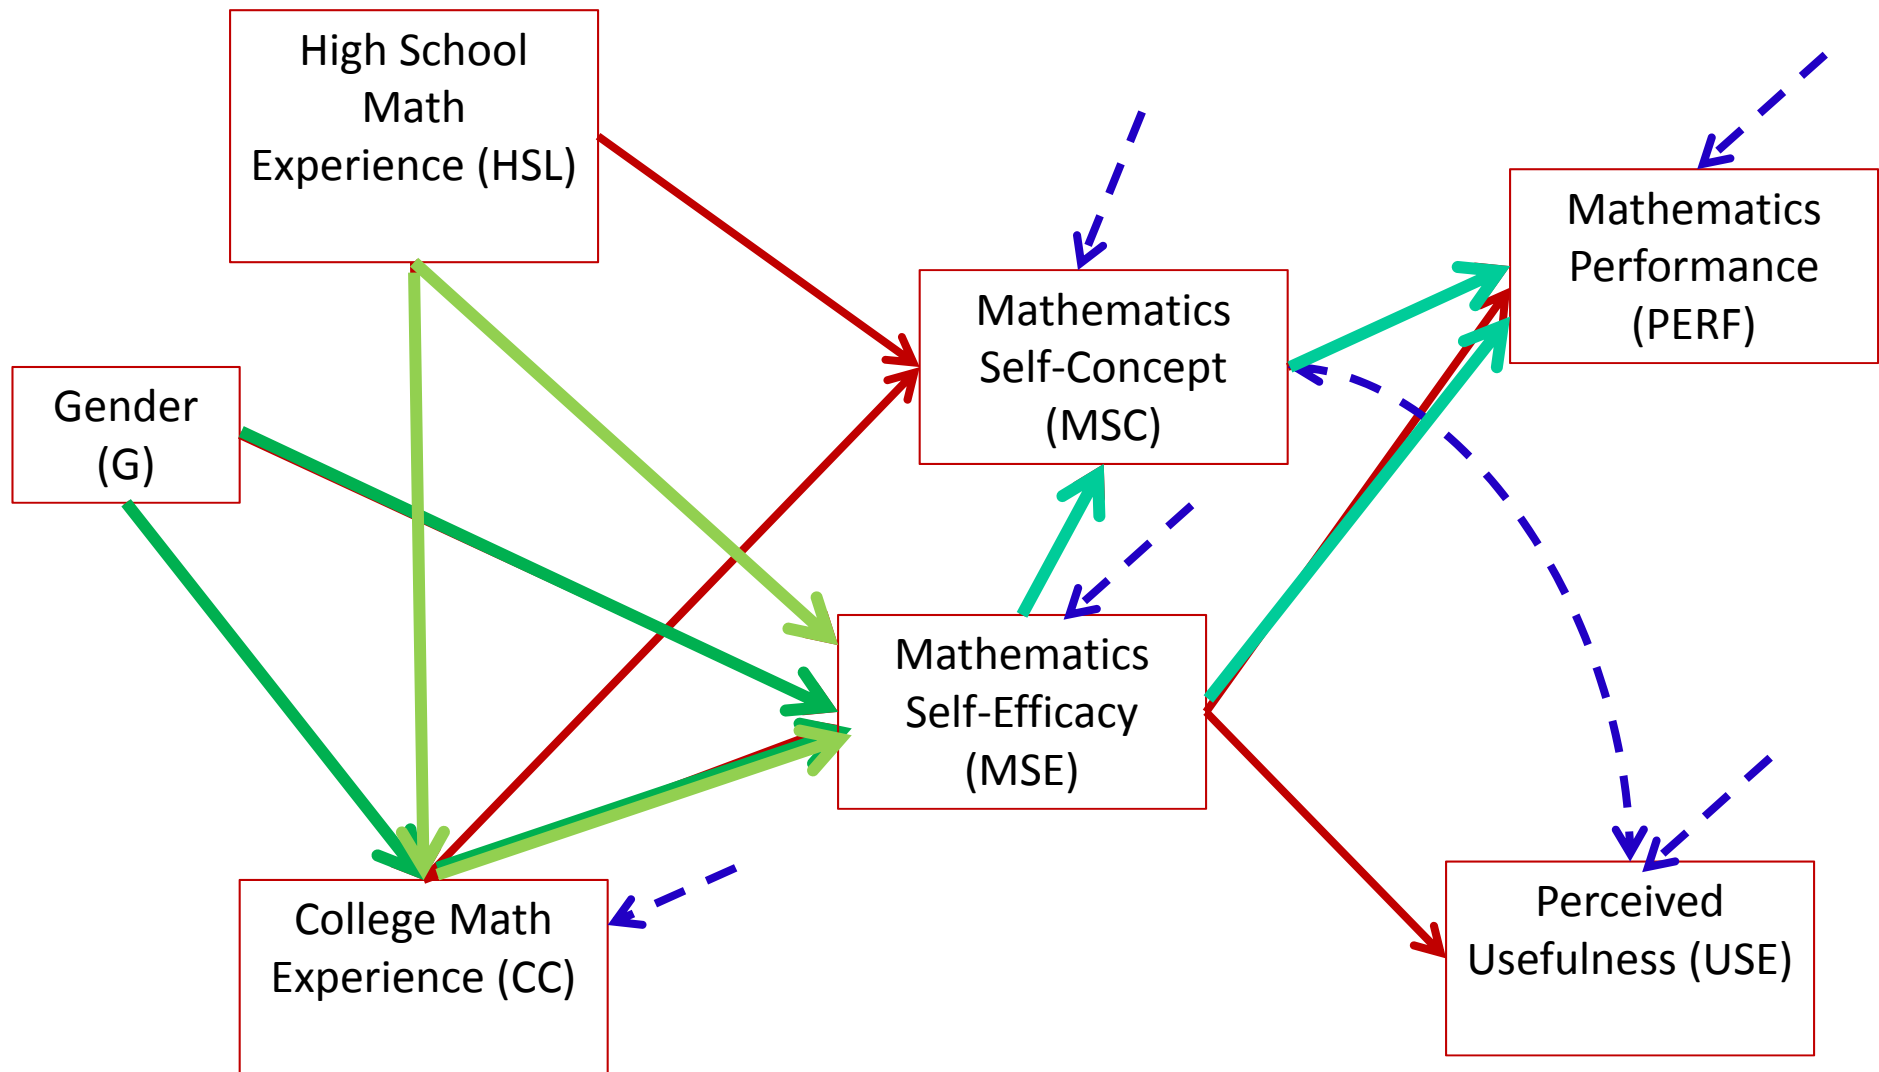 High School
Math
Experience (HSL)
Gender
(G)
Mathematics
Self-Concept
(MSC)
Mathematics
Performance
(PERF)
Mathematics
Self-Efficacy
(MSE)
College Math
Experience (CC)
Perceived
Usefulness (USE)